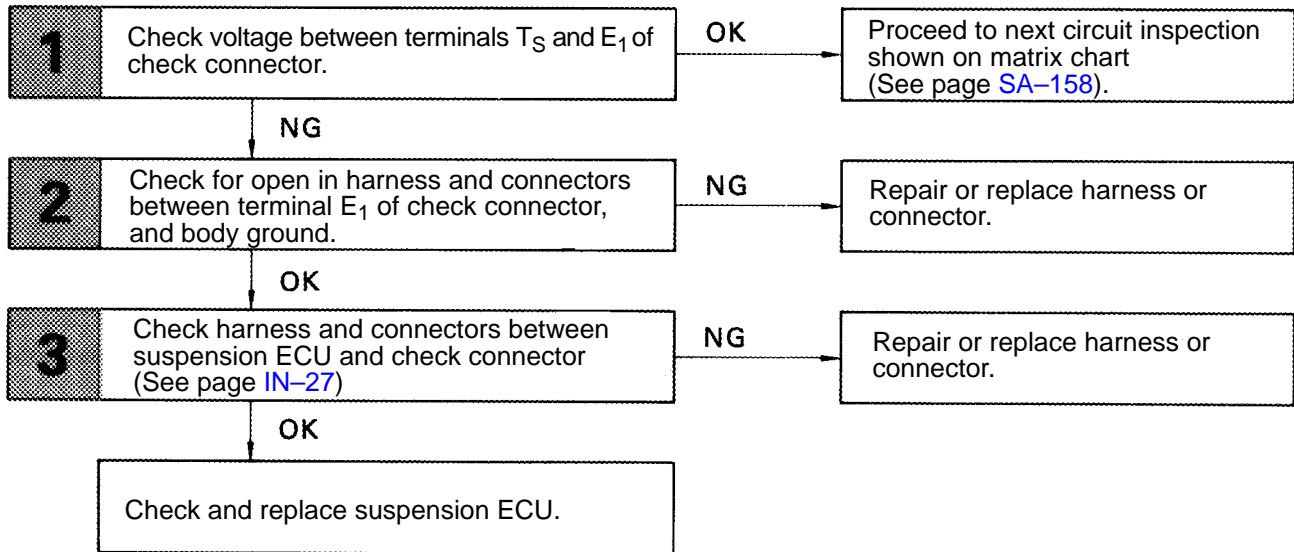 1
Check voltage between terminals TS and E1 of
check connector.
OK
Proceed to next circuit inspection
shown on matrix chart
(See page SA–158).
NG
2
Check for open in harness and connectors
between terminal E1 of check connector,
and body ground.
NG
Repair or replace harness or
connector.
OK
3
Check harness and connectors between
suspension ECU and check connector
(See page IN–27)
NG
Repair or replace harness or
connector.
OK
Check and replace suspension ECU.